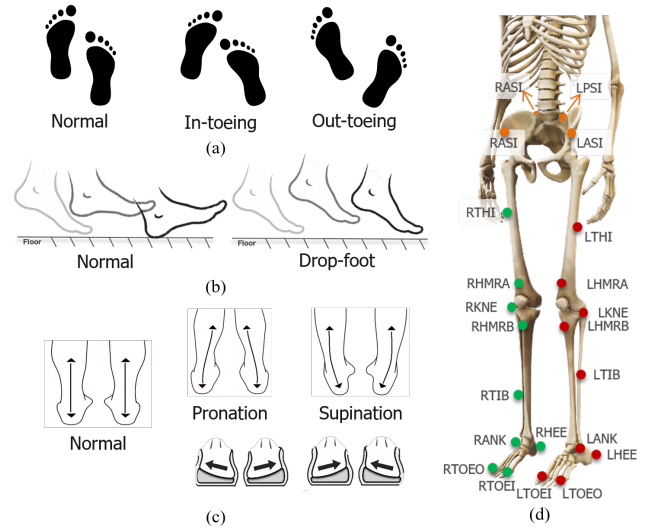 Normal
In-toeing
Out-toeing
(a)
Floor
Normal
Floor
Drop-foot
(b)
Normal
Pronation
Supination
(c)
RASI
LPSI
RASI
LASI
RTHI
LTHI
RHMRA
LHMRA
RKNE
LKNE
RHMRB
LHMRB
LTIB
RTIB
RANK
RHEE
LANK
LHEE
RTOEO
RTOEI
LTOEI
LTOEO
(d)